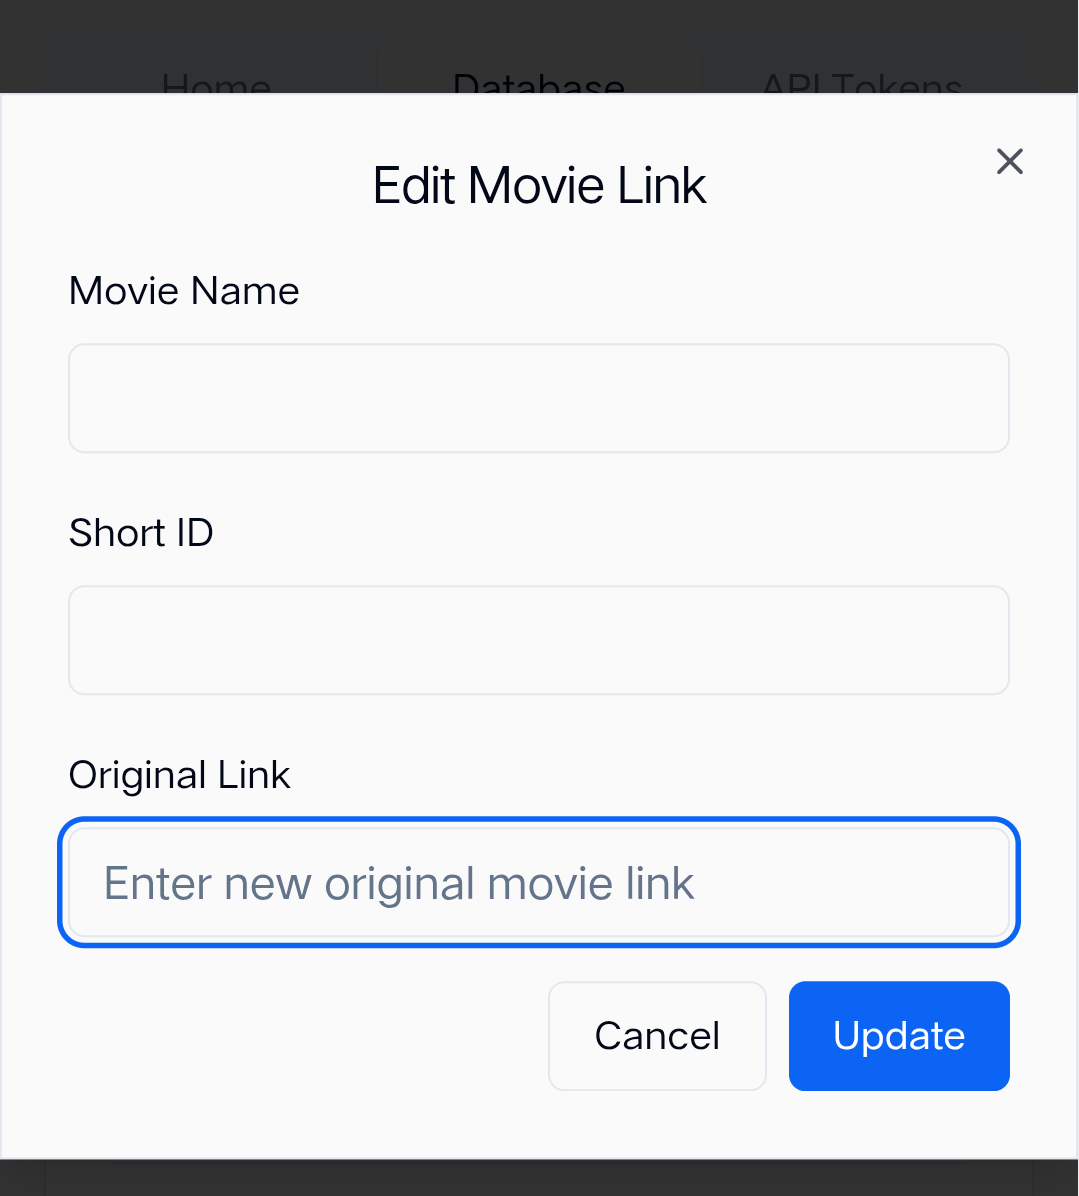 Home Database API Tokens
Edit Movie Link
Movie Name
Short ID
Original Link
Enter new original movie link
Cancel Update